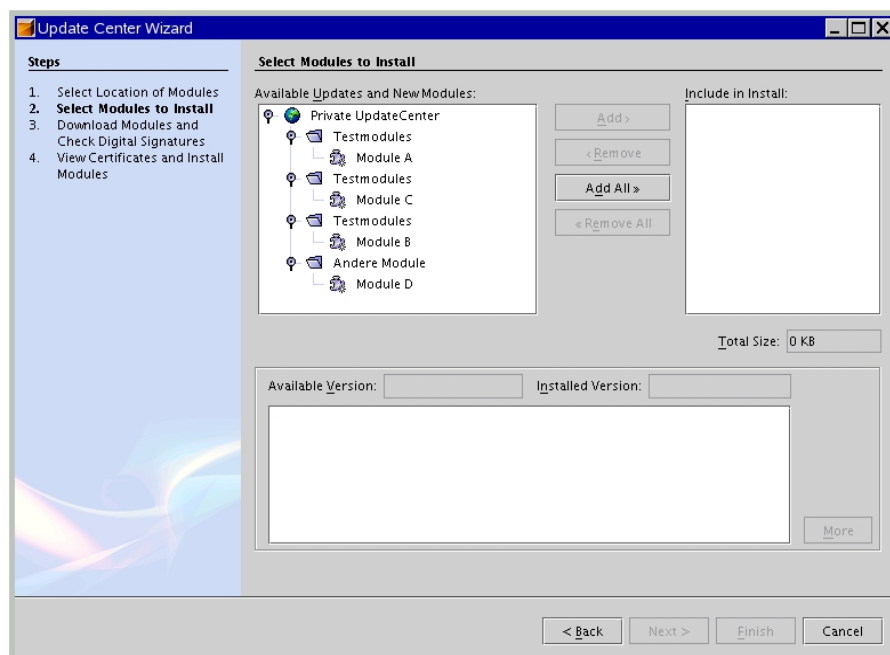 Update Center Wizard
Steps
1. Select Location of Modules
2. Select Modules to Install
3. Download Modules and
Check Digital Signatures
4. View Certificates and Install
Modules
Select Modules to Install
Available Updates and New Modules:
Private UpdateCenter
Testmodules
Module A
Testmodules
Module C
Testmodules
Module B
Andere Module
Module D
Add ›
‹ Remove
Add All »
« Remove All
Include in Install:
Total Size: 0 KB
Available Version:
Installed Version:
More
< Back
Next >
Finish
Cancel